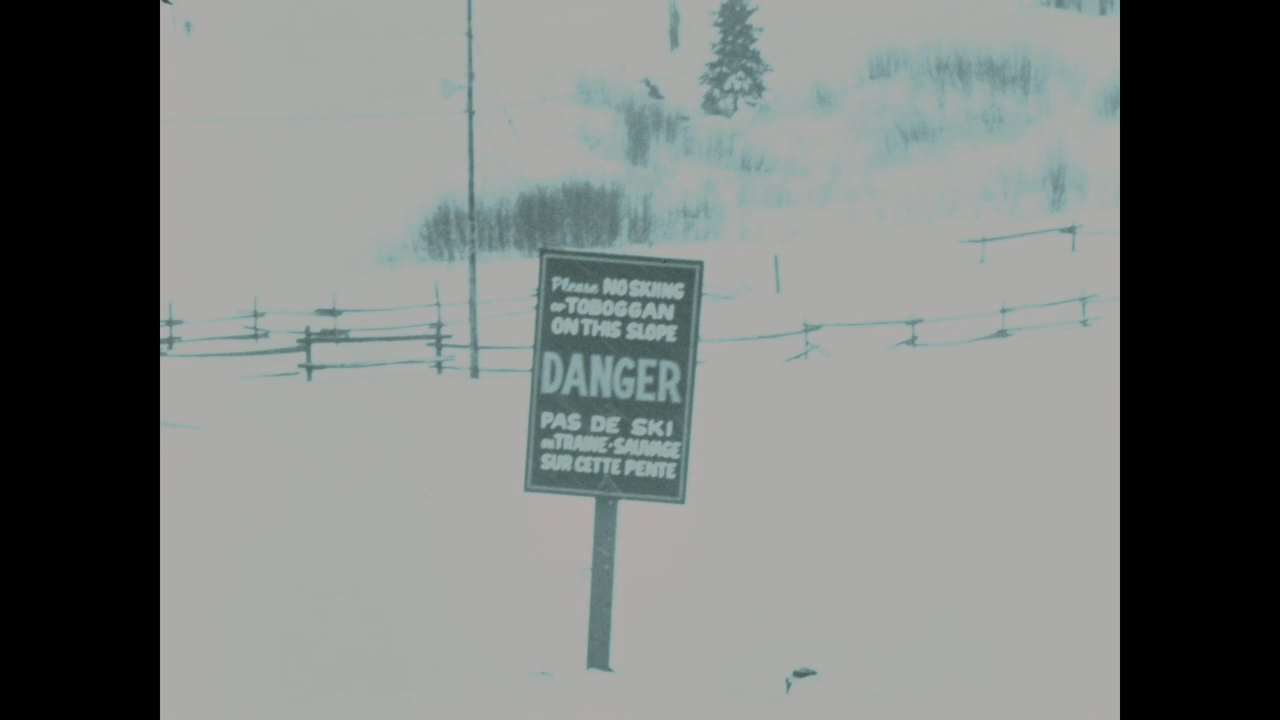 Please NO SKIING
or TOBOGGAN
ON THIS SLOPE
DANGER
PAS DE SKI
ou TRAINE-SAUVAGE
SUR CETTE PENTE